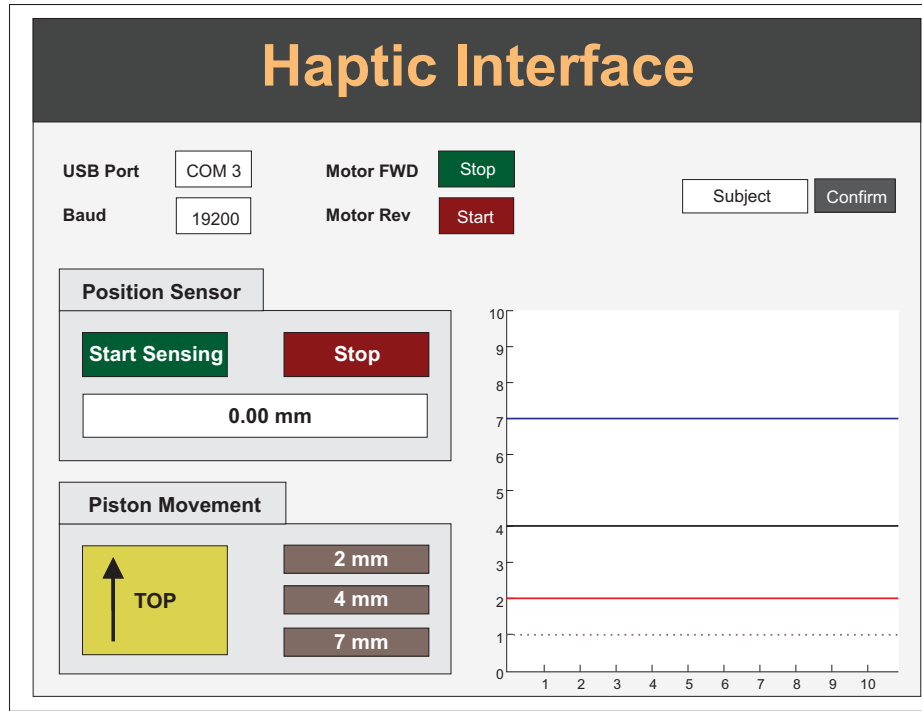 Haptic Interface
USB Port COM 3 Motor FWD Stop
Baud 19200 Motor Rev Start
Subject Confirm
Position Sensor
Start Sensing Stop
0.00 mm
Piston Movement
TOP
2 mm
4 mm
7 mm
10
9
8
7
6
5
4
3
2
1
0
1 2 3 4 5 6 7 8 9 10